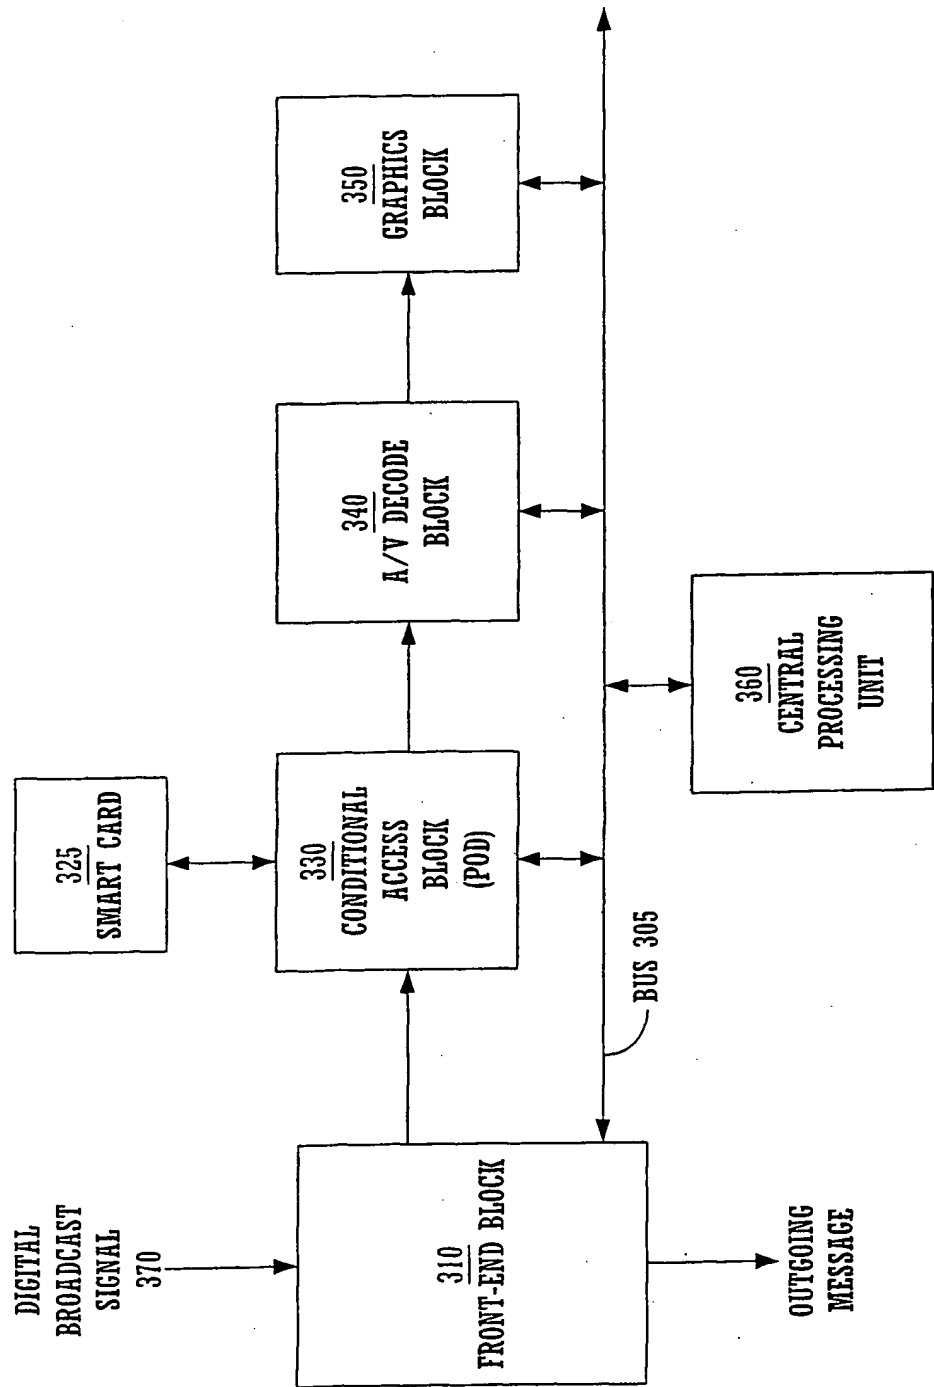 DIGITAL
BROADCAST
SIGNAL
370
310
FRONT-END BLOCK
OUTGOING
MESSAGE
325
SMART CARD
330
CONDITIONAL
ACCESS
BLOCK
(POD)
BUS 305
340
A/V DECODE
BLOCK
360
CENTRAL
PROCESSING
UNIT
350
GRAPHICS
BLOCK